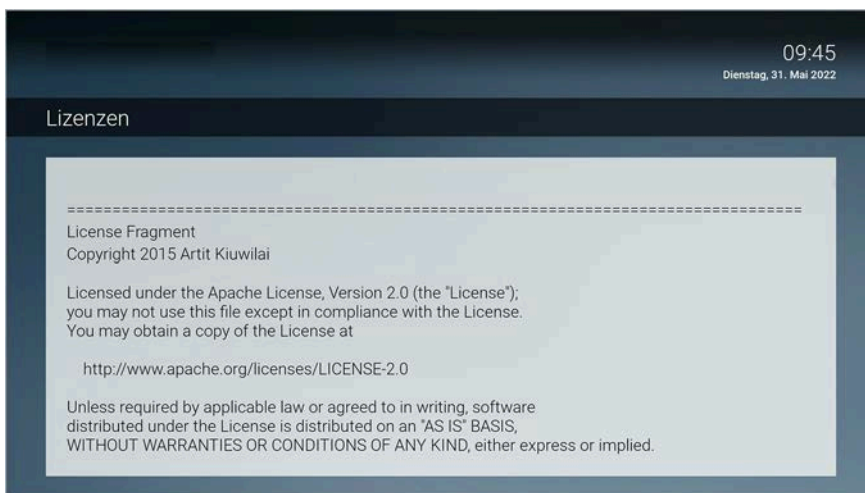 09:45
Dienstag, 31. Mai 2022
Lizenzen
==================================================================================
License Fragment
Copyright 2015 Artit Kiuwilai
Licensed under the Apache License, Version 2.0 (the "License");
you may not use this file except in compliance with the License.
You may obtain a copy of the License at
http://www.apache.org/licenses/LICENSE-2.0
Unless required by applicable law or agreed to in writing, software
distributed under the License is distributed on an "AS IS" BASIS,
WITHOUT WARRANTIES OR CONDITIONS OF ANY KIND, either express or implied.